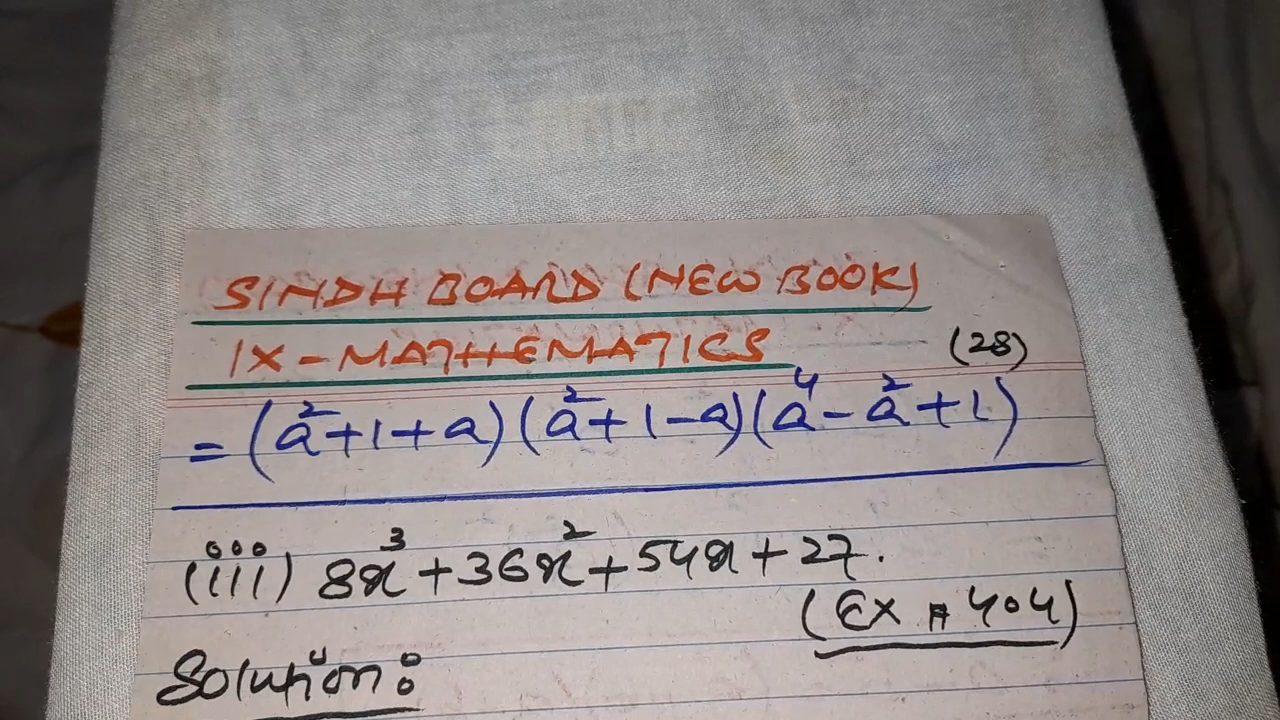 SINDH BOARD (NEW BOOK)
IX-MATHEMATICS (28)
= (a²+1+a)(a²+1-a)(a⁴-a²+1)
(iii) 8x³+36x²+54x+27.
(Ex # 4.4)
Solution: